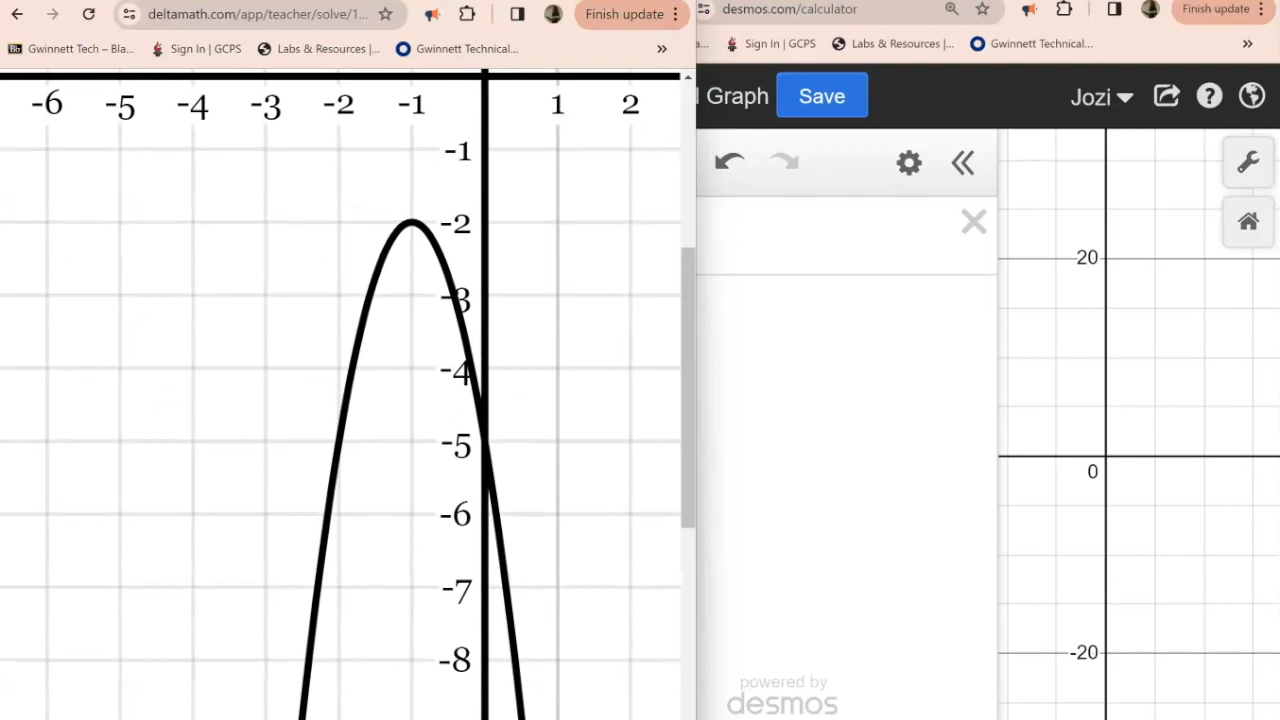 deltamath.com/app/teacher/solve/1...
Finish update
Bb Gwinnett Tech – Bla...
Sign In | GCPS
Labs & Resources |...
Gwinnett Technical...
»
-6 -5 -4 -3 -2 -1 1 2
-1
-2
-3
-4
-5
-6
-7
-8
desmos.com/calculator
Finish update
a...
Sign In | GCPS
Labs & Resources |...
Gwinnett Technical...
»
l Graph
Save
Jozi
?
20
0
-20
powered by
desmos